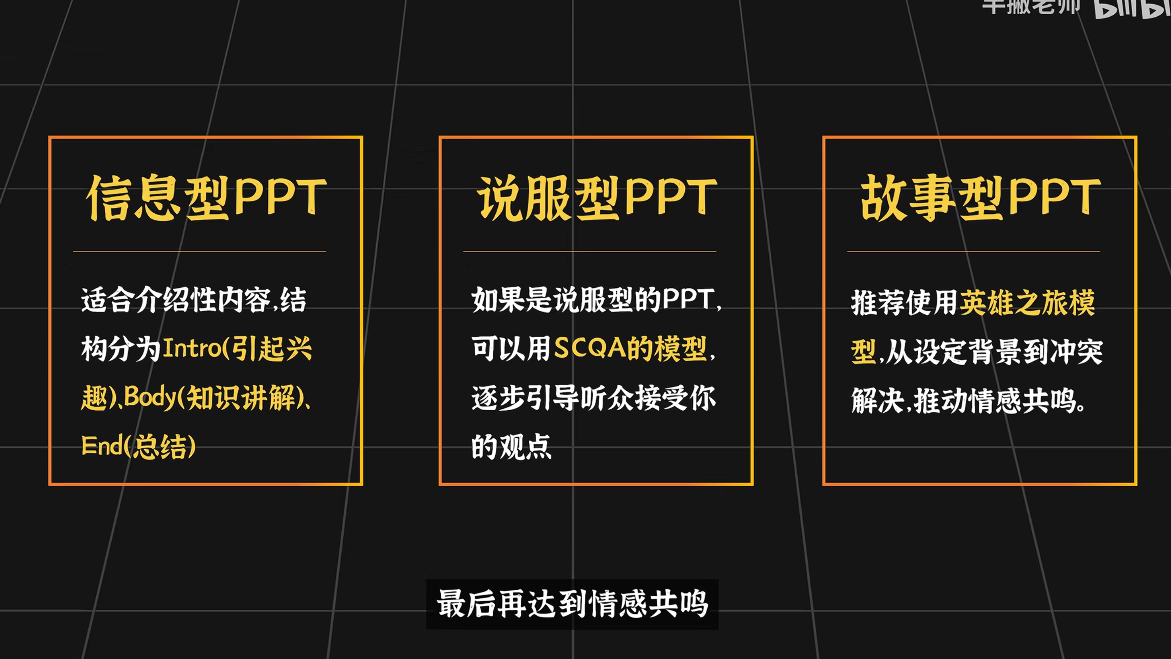 半撇老师 bilibi
信息型PPT
适合介绍性内容,结
构分为Intro(引起兴
趣)、Body(知识讲解)、
End(总结)
说服型PPT
如果是说服型的PPT,
可以用SCQA的模型,
逐步引导听众接受你
的观点
故事型PPT
推荐使用英雄之旅模
型,从设定背景到冲突
解决,推动情感共鸣。
最后再达到情感共鸣